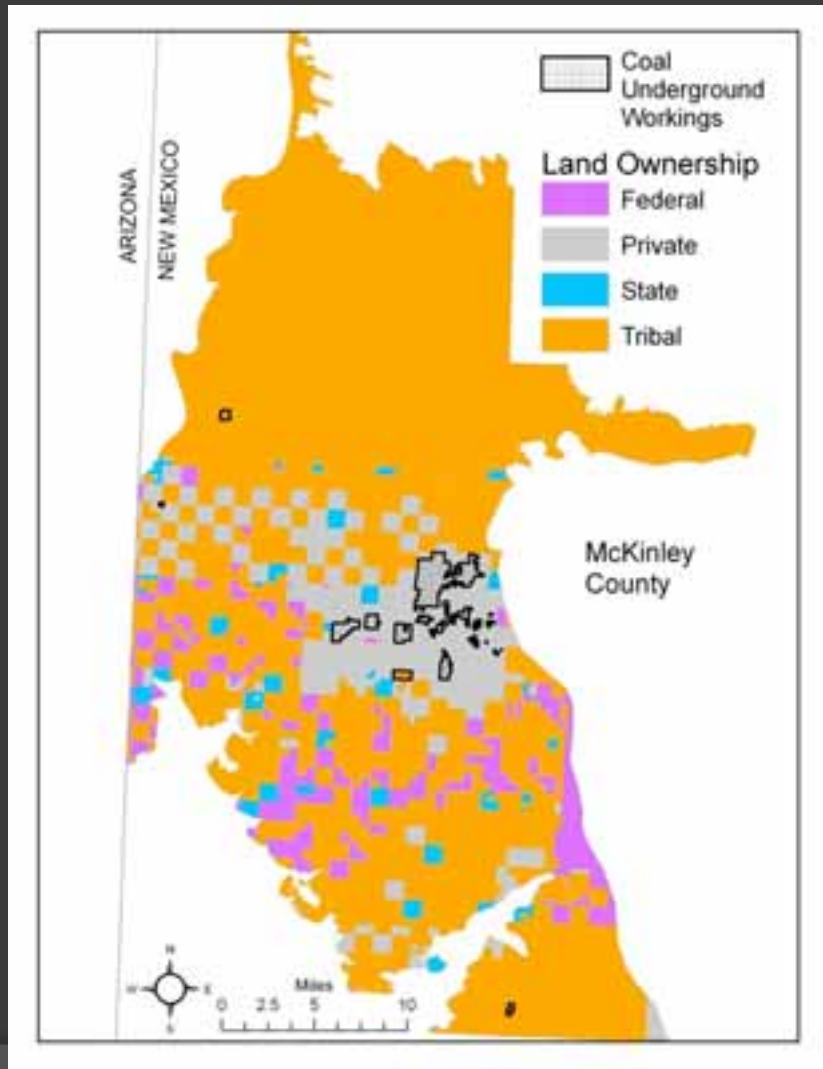 Coal
Underground
Workings
Land Ownership
Federal
Private
State
Tribal
ARIZONA
NEW MEXICO
McKinley
County
N
W
E
S
Miles
0 2.5 5 10